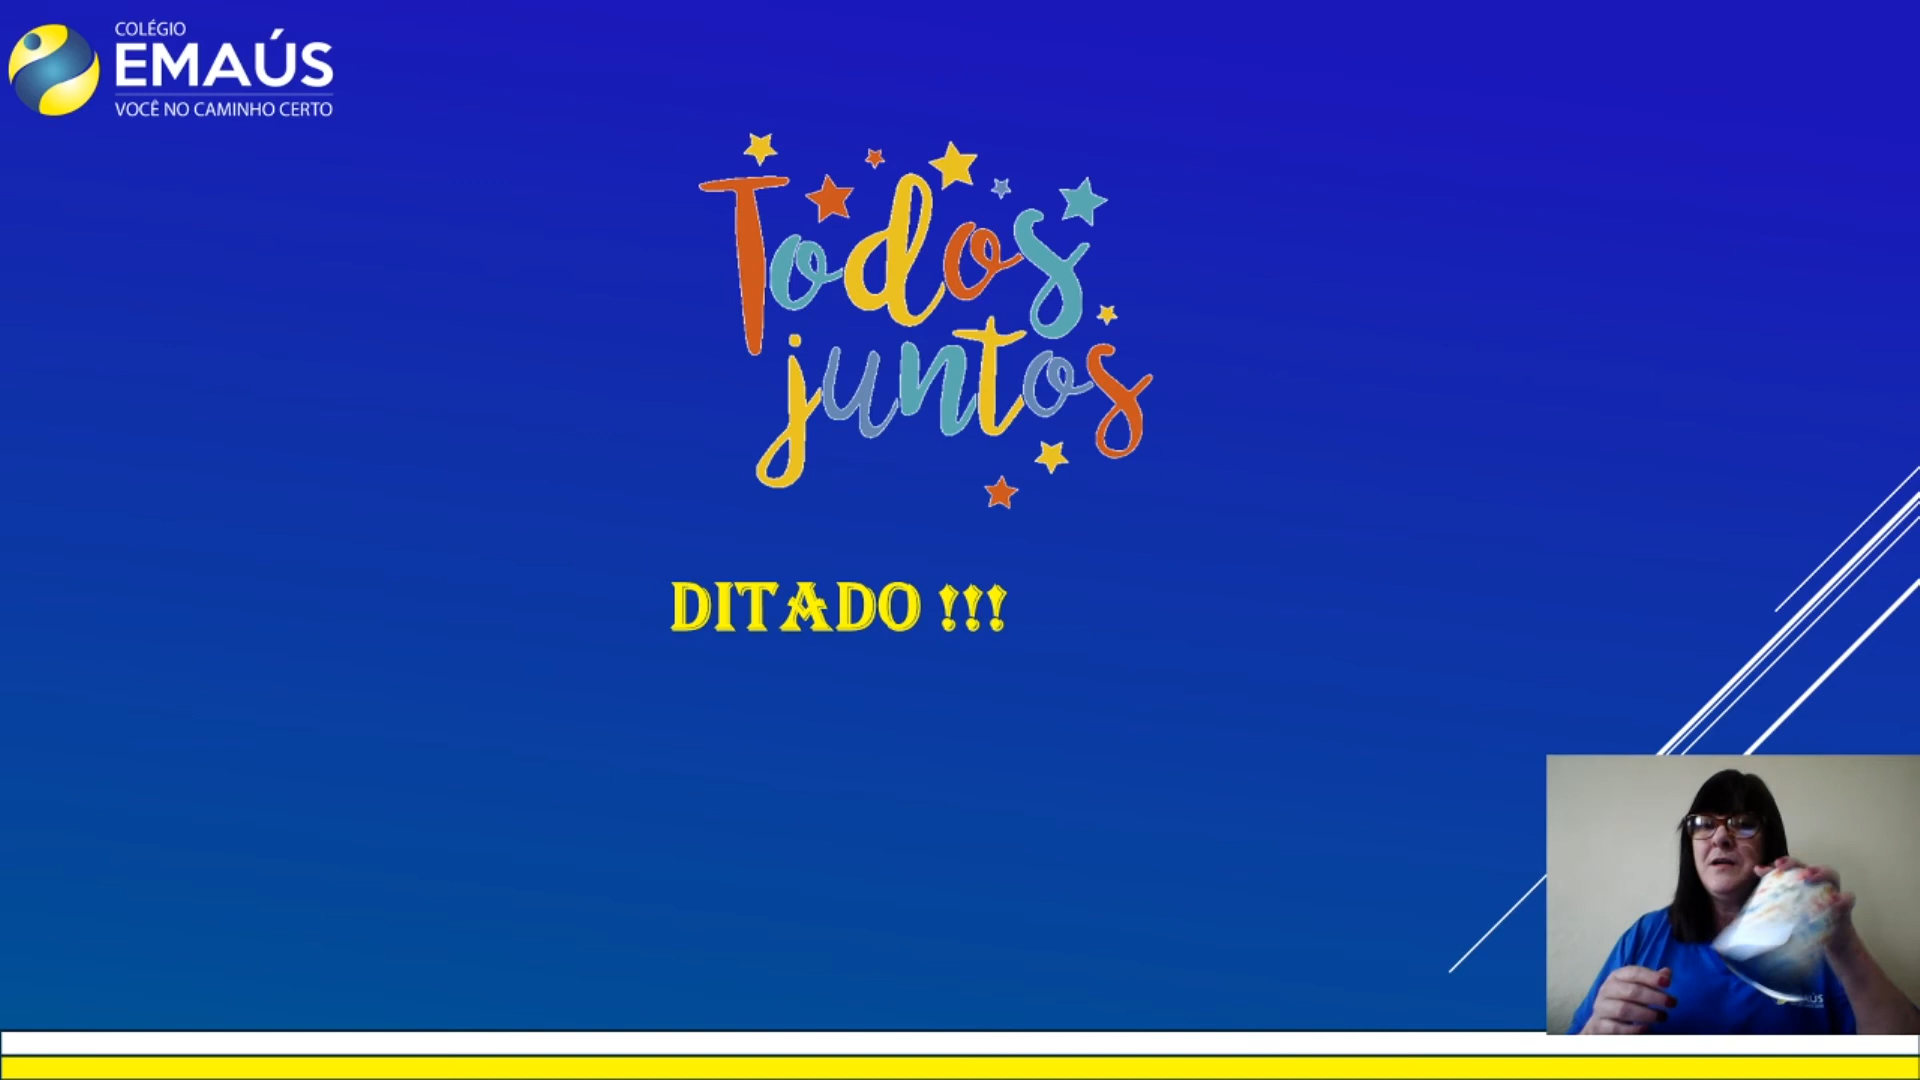 COLÉGIO
EMAÚS
VOCÊ NO CAMINHO CERTO
Todos
juntos
DITADO !!!